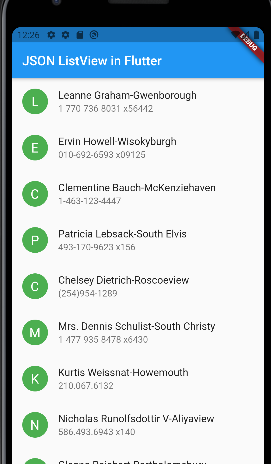 12:26
DEBUG
JSON ListView in Flutter
L
Leanne Graham-Gwenborough
1 770 736 8031 x56442
E
Ervin Howell-Wisokyburgh
010-692-6593 x09125
C
Clementine Bauch-McKenziehaven
1-463-123-4447
P
Patricia Lebsack-South Elvis
493-170-9623 x156
C
Chelsey Dietrich-Roscoeview
(254)954-1289
M
Mrs. Dennis Schulist-South Christy
1 477 935 8478 x6430
K
Kurtis Weissnat-Howemouth
210.067.6132
N
Nicholas Runolfsdottir V-Aliyaview
586.493.6943 x140